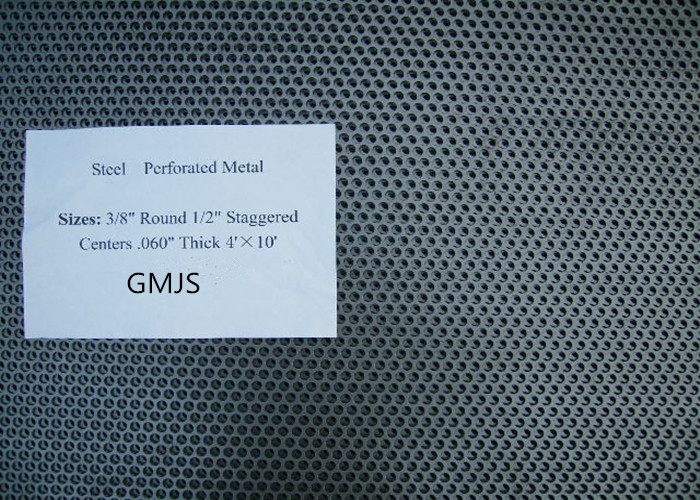 Steel Perforated Metal
Sizes: 3/8" Round 1/2" Staggered
Centers .060" Thick 4'×10'
GMJS